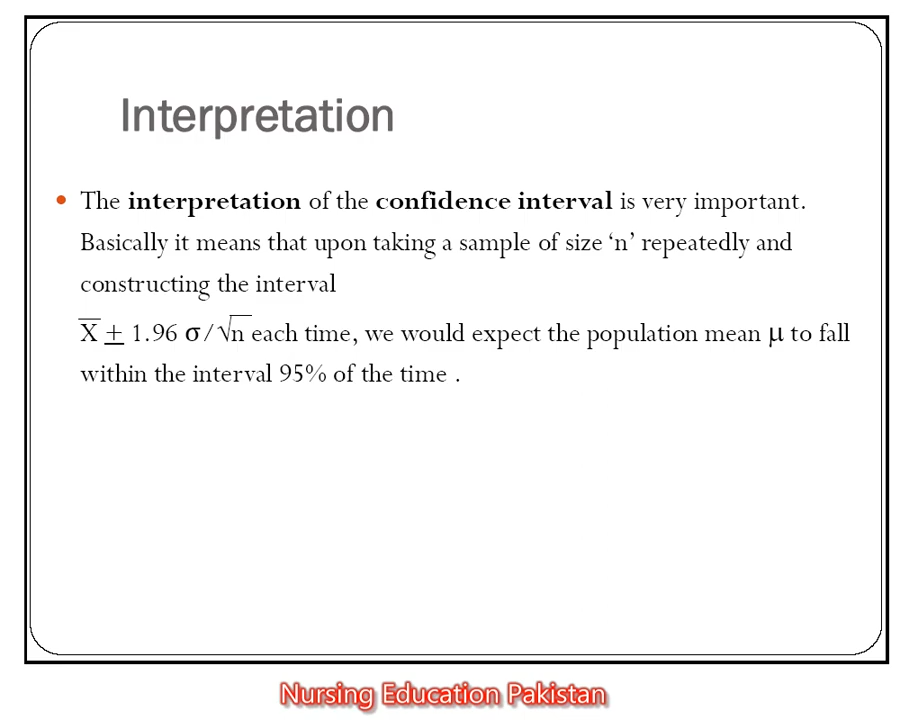 Interpretation
• The interpretation of the confidence interval is very important.
Basically it means that upon taking a sample of size ‘n’ repeatedly and
constructing the interval
X̅ ± 1.96 σ/√n each time, we would expect the population mean μ to fall
within the interval 95% of the time .
Nursing Education Pakistan